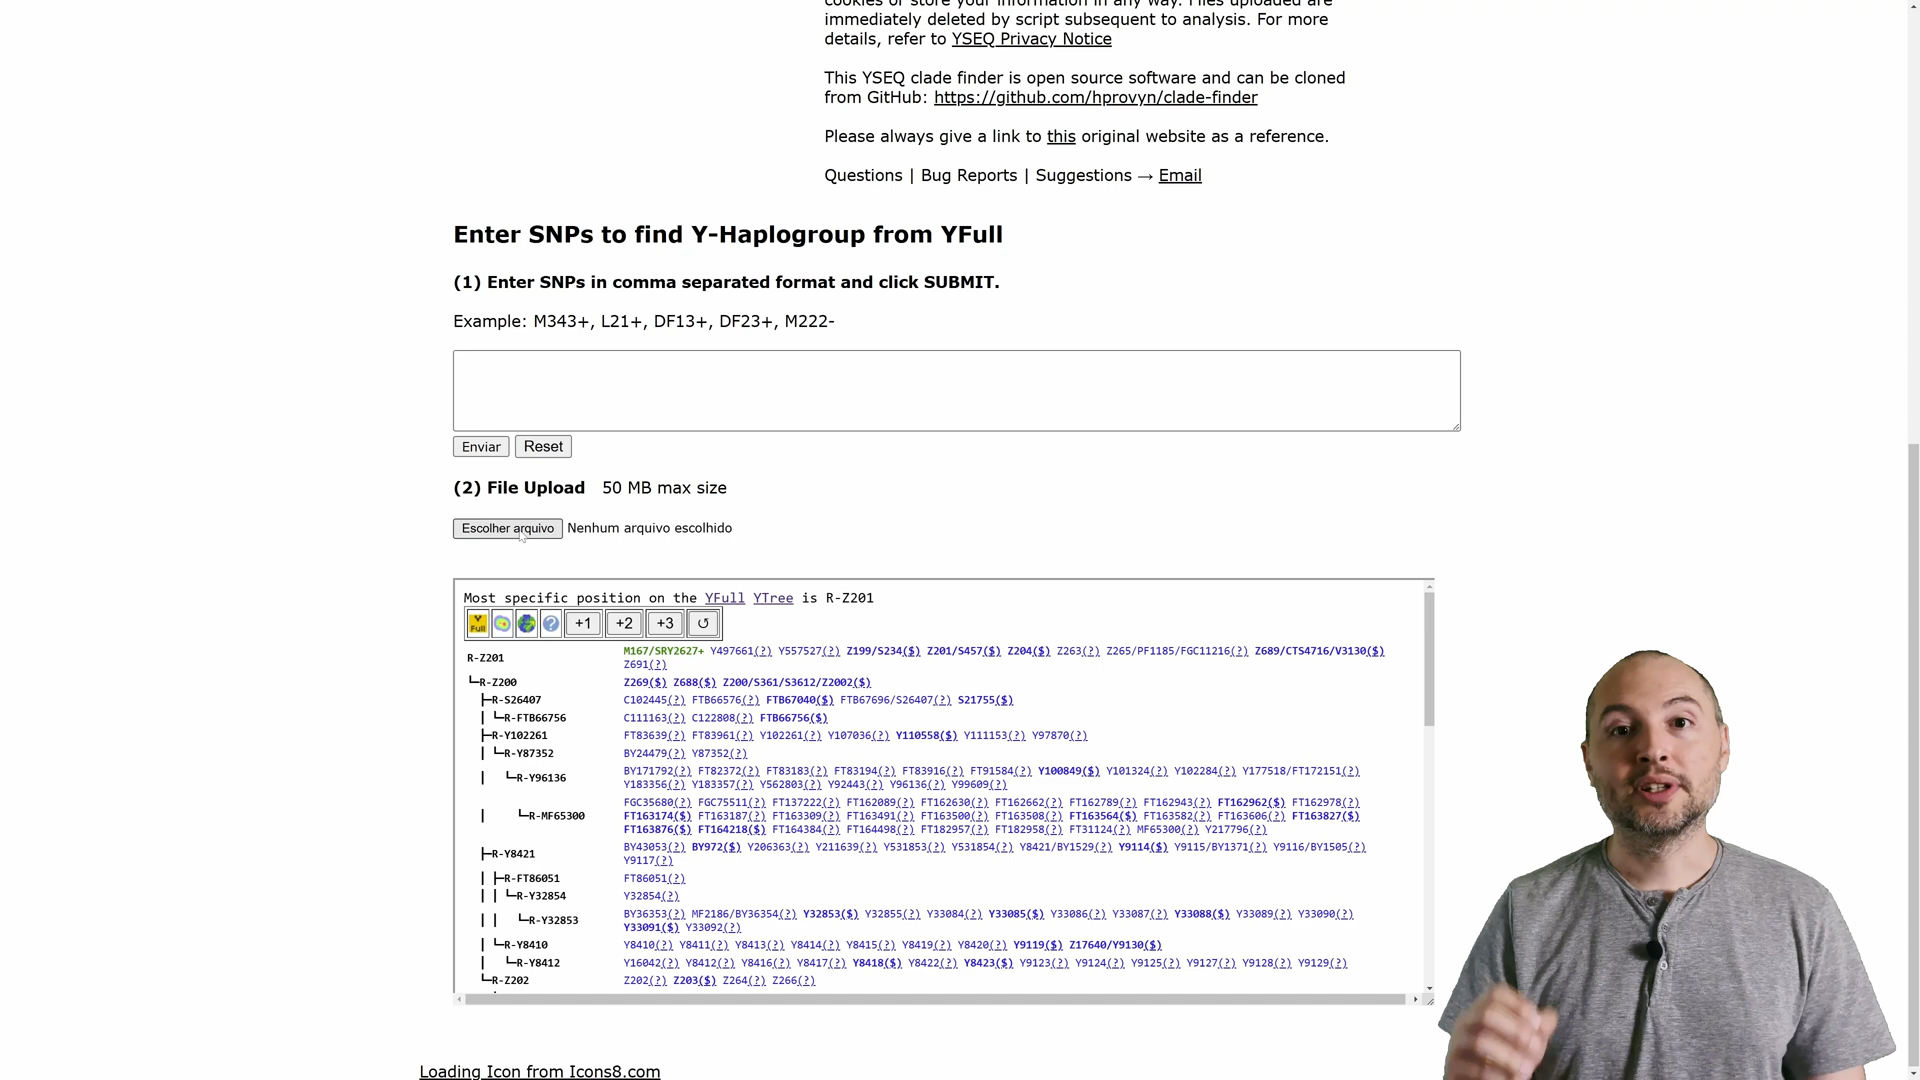 cookies or store your information in any way. Files uploaded are
immediately deleted by script subsequent to analysis. For more
details, refer to YSEQ Privacy Notice
This YSEQ clade finder is open source software and can be cloned
from GitHub: https://github.com/hprovyn/clade-finder
Please always give a link to this original website as a reference.
Questions | Bug Reports | Suggestions → Email
Enter SNPs to find Y-Haplogroup from YFull
(1) Enter SNPs in comma separated format and click SUBMIT.
Example: M343+, L21+, DF13+, DF23+, M222-
Enviar Reset
(2) File Upload 50 MB max size
Escolher arquivo Nenhum arquivo escolhido
Most specific position on the YFull YTree is R-Z201
Y Full ? +1 +2 +3 ↺
R-Z201 M167/SRY2627+ Y497661(?) Y557527(?) Z199/S234($) Z201/S457($) Z204($) Z263(?) Z265/PF1185/FGC11216(?) Z689/CTS4716/V3130($)
Z691(?)
└─R-Z200 Z269($) Z688($) Z200/S361/S3612/Z2002($)
├─R-S26407 C102445(?) FTB66576(?) FTB67040($) FTB67696/S26407(?) S21755($)
| └─R-FTB66756 C111163(?) C122808(?) FTB66756($)
├─R-Y102261 FT83639(?) FT83961(?) Y102261(?) Y107036(?) Y110558($) Y111153(?) Y97870(?)
| └─R-Y87352 BY24479(?) Y87352(?)
| └─R-Y96136 BY171792(?) FT82372(?) FT83183(?) FT83194(?) FT83916(?) FT91584(?) Y100849($) Y101324(?) Y102284(?) Y177518/FT172151(?)
Y183356(?) Y183357(?) Y562803(?) Y92443(?) Y96136(?) Y99609(?)
FGC35680(?) FGC75511(?) FT137222(?) FT162089(?) FT162630(?) FT162662(?) FT162789(?) FT162943(?) FT162962($) FT162978(?)
| └─R-MF65300 FT163174($) FT163187(?) FT163309(?) FT163491(?) FT163500(?) FT163508(?) FT163564($) FT163582(?) FT163606(?) FT163827($)
FT163876($) FT164218($) FT164384(?) FT164498(?) FT182957(?) FT182958(?) FT31124(?) MF65300(?) Y217796(?)
├─R-Y8421 BY43053(?) BY972($) Y206363(?) Y211639(?) Y531853(?) Y531854(?) Y8421/BY1529(?) Y9114($) Y9115/BY1371(?) Y9116/BY1505(?)
Y9117(?)
| ├─R-FT86051 FT86051(?)
| | └─R-Y32854 Y32854(?)
| | └─R-Y32853 BY36353(?) MF2186/BY36354(?) Y32853($) Y32855(?) Y33084(?) Y33085($) Y33086(?) Y33087(?) Y33088($) Y33089(?) Y33090(?)
Y33091($) Y33092(?)
| └─R-Y8410 Y8410(?) Y8411(?) Y8413(?) Y8414(?) Y8415(?) Y8419(?) Y8420(?) Y9119($) Z17640/Y9130($)
| └─R-Y8412 Y16042(?) Y8412(?) Y8416(?) Y8417(?) Y8418($) Y8422(?) Y8423($) Y9123(?) Y9124(?) Y9125(?) Y9127(?) Y9128(?) Y9129(?)
└─R-Z202 Z202(?) Z203($) Z264(?) Z266(?)
Loading Icon from Icons8.com